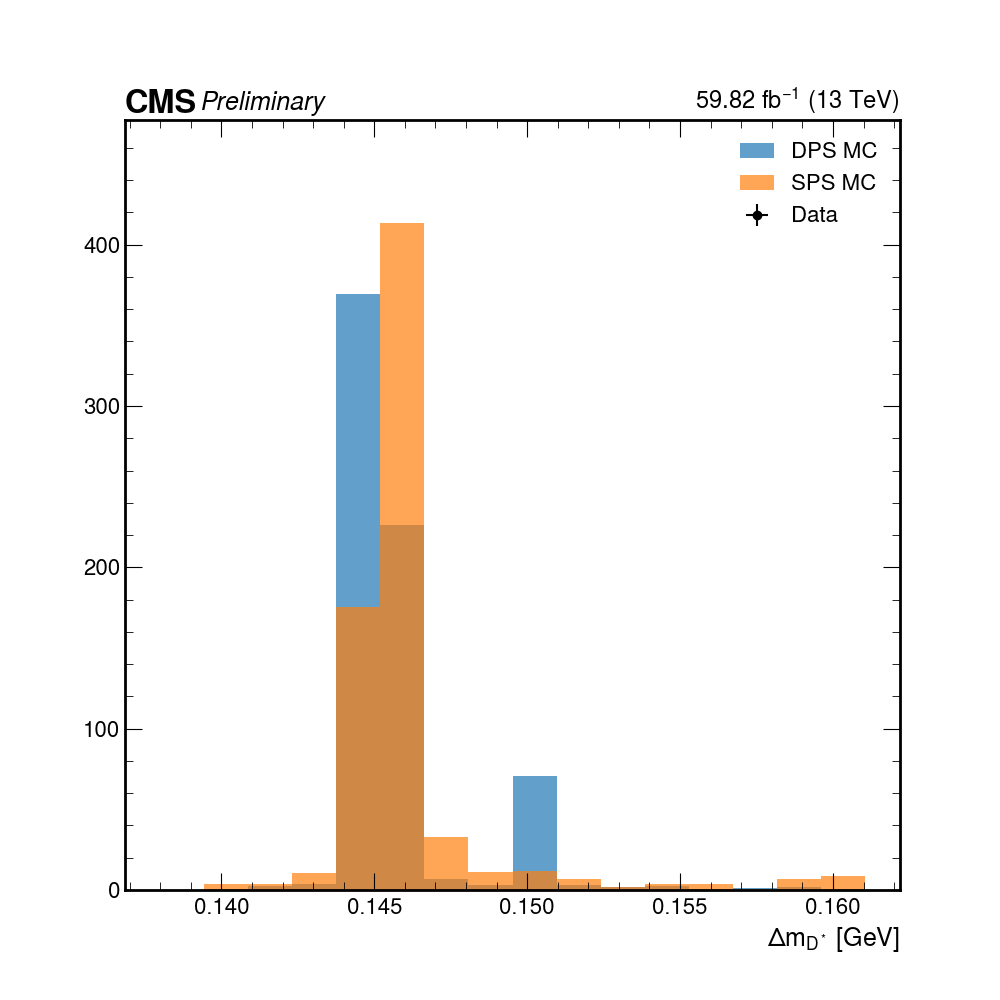 CMS Preliminary
59.82 fb⁻¹ (13 TeV)
DPS MC
SPS MC
Data
400
300
200
100
0
0.140 0.145 0.150 0.155 0.160
Δm_D* [GeV]